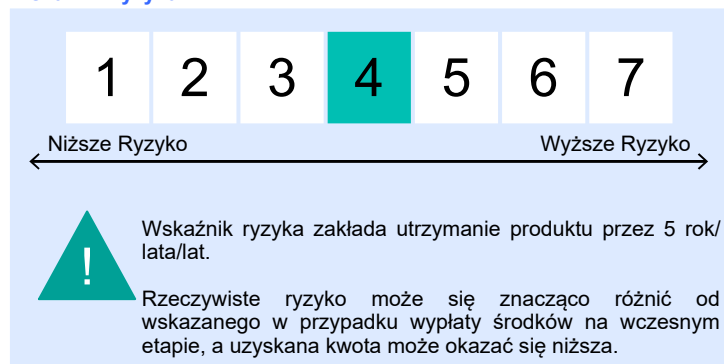 1 2 3 4 5 6 7
Niższe Ryzyko Wyższe Ryzyko
! Wskaźnik ryzyka zakłada utrzymanie produktu przez 5 rok/
lata/lat.
Rzeczywiste ryzyko może się znacząco różnić od
wskazanego w przypadku wypłaty środków na wczesnym
etapie, a uzyskana kwota może okazać się niższa.